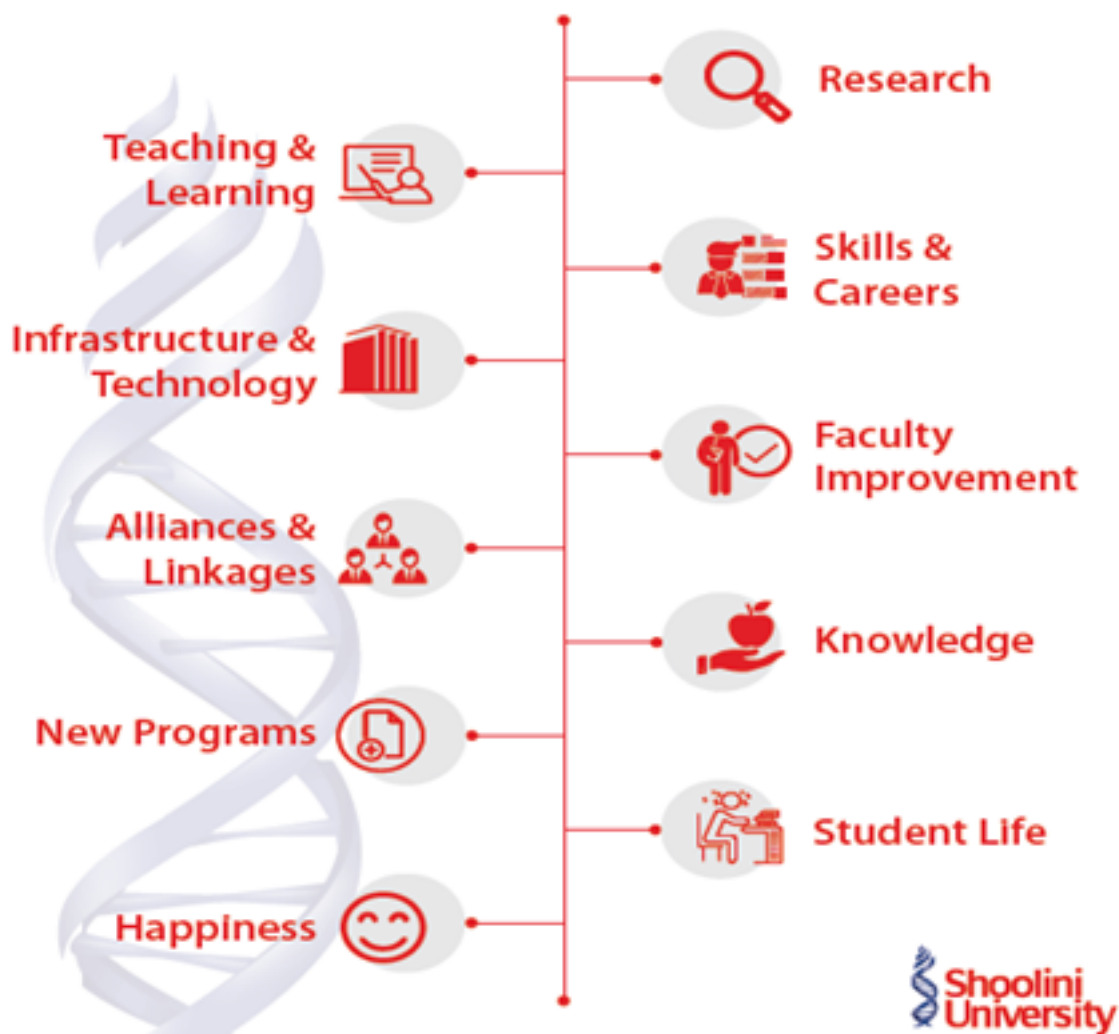 Research
Teaching &
Learning
Skills &
Careers
Infrastructure &
Technology
Faculty
Improvement
Alliances &
Linkages
Knowledge
New Programs
Student Life
Happiness
Shoolini
University